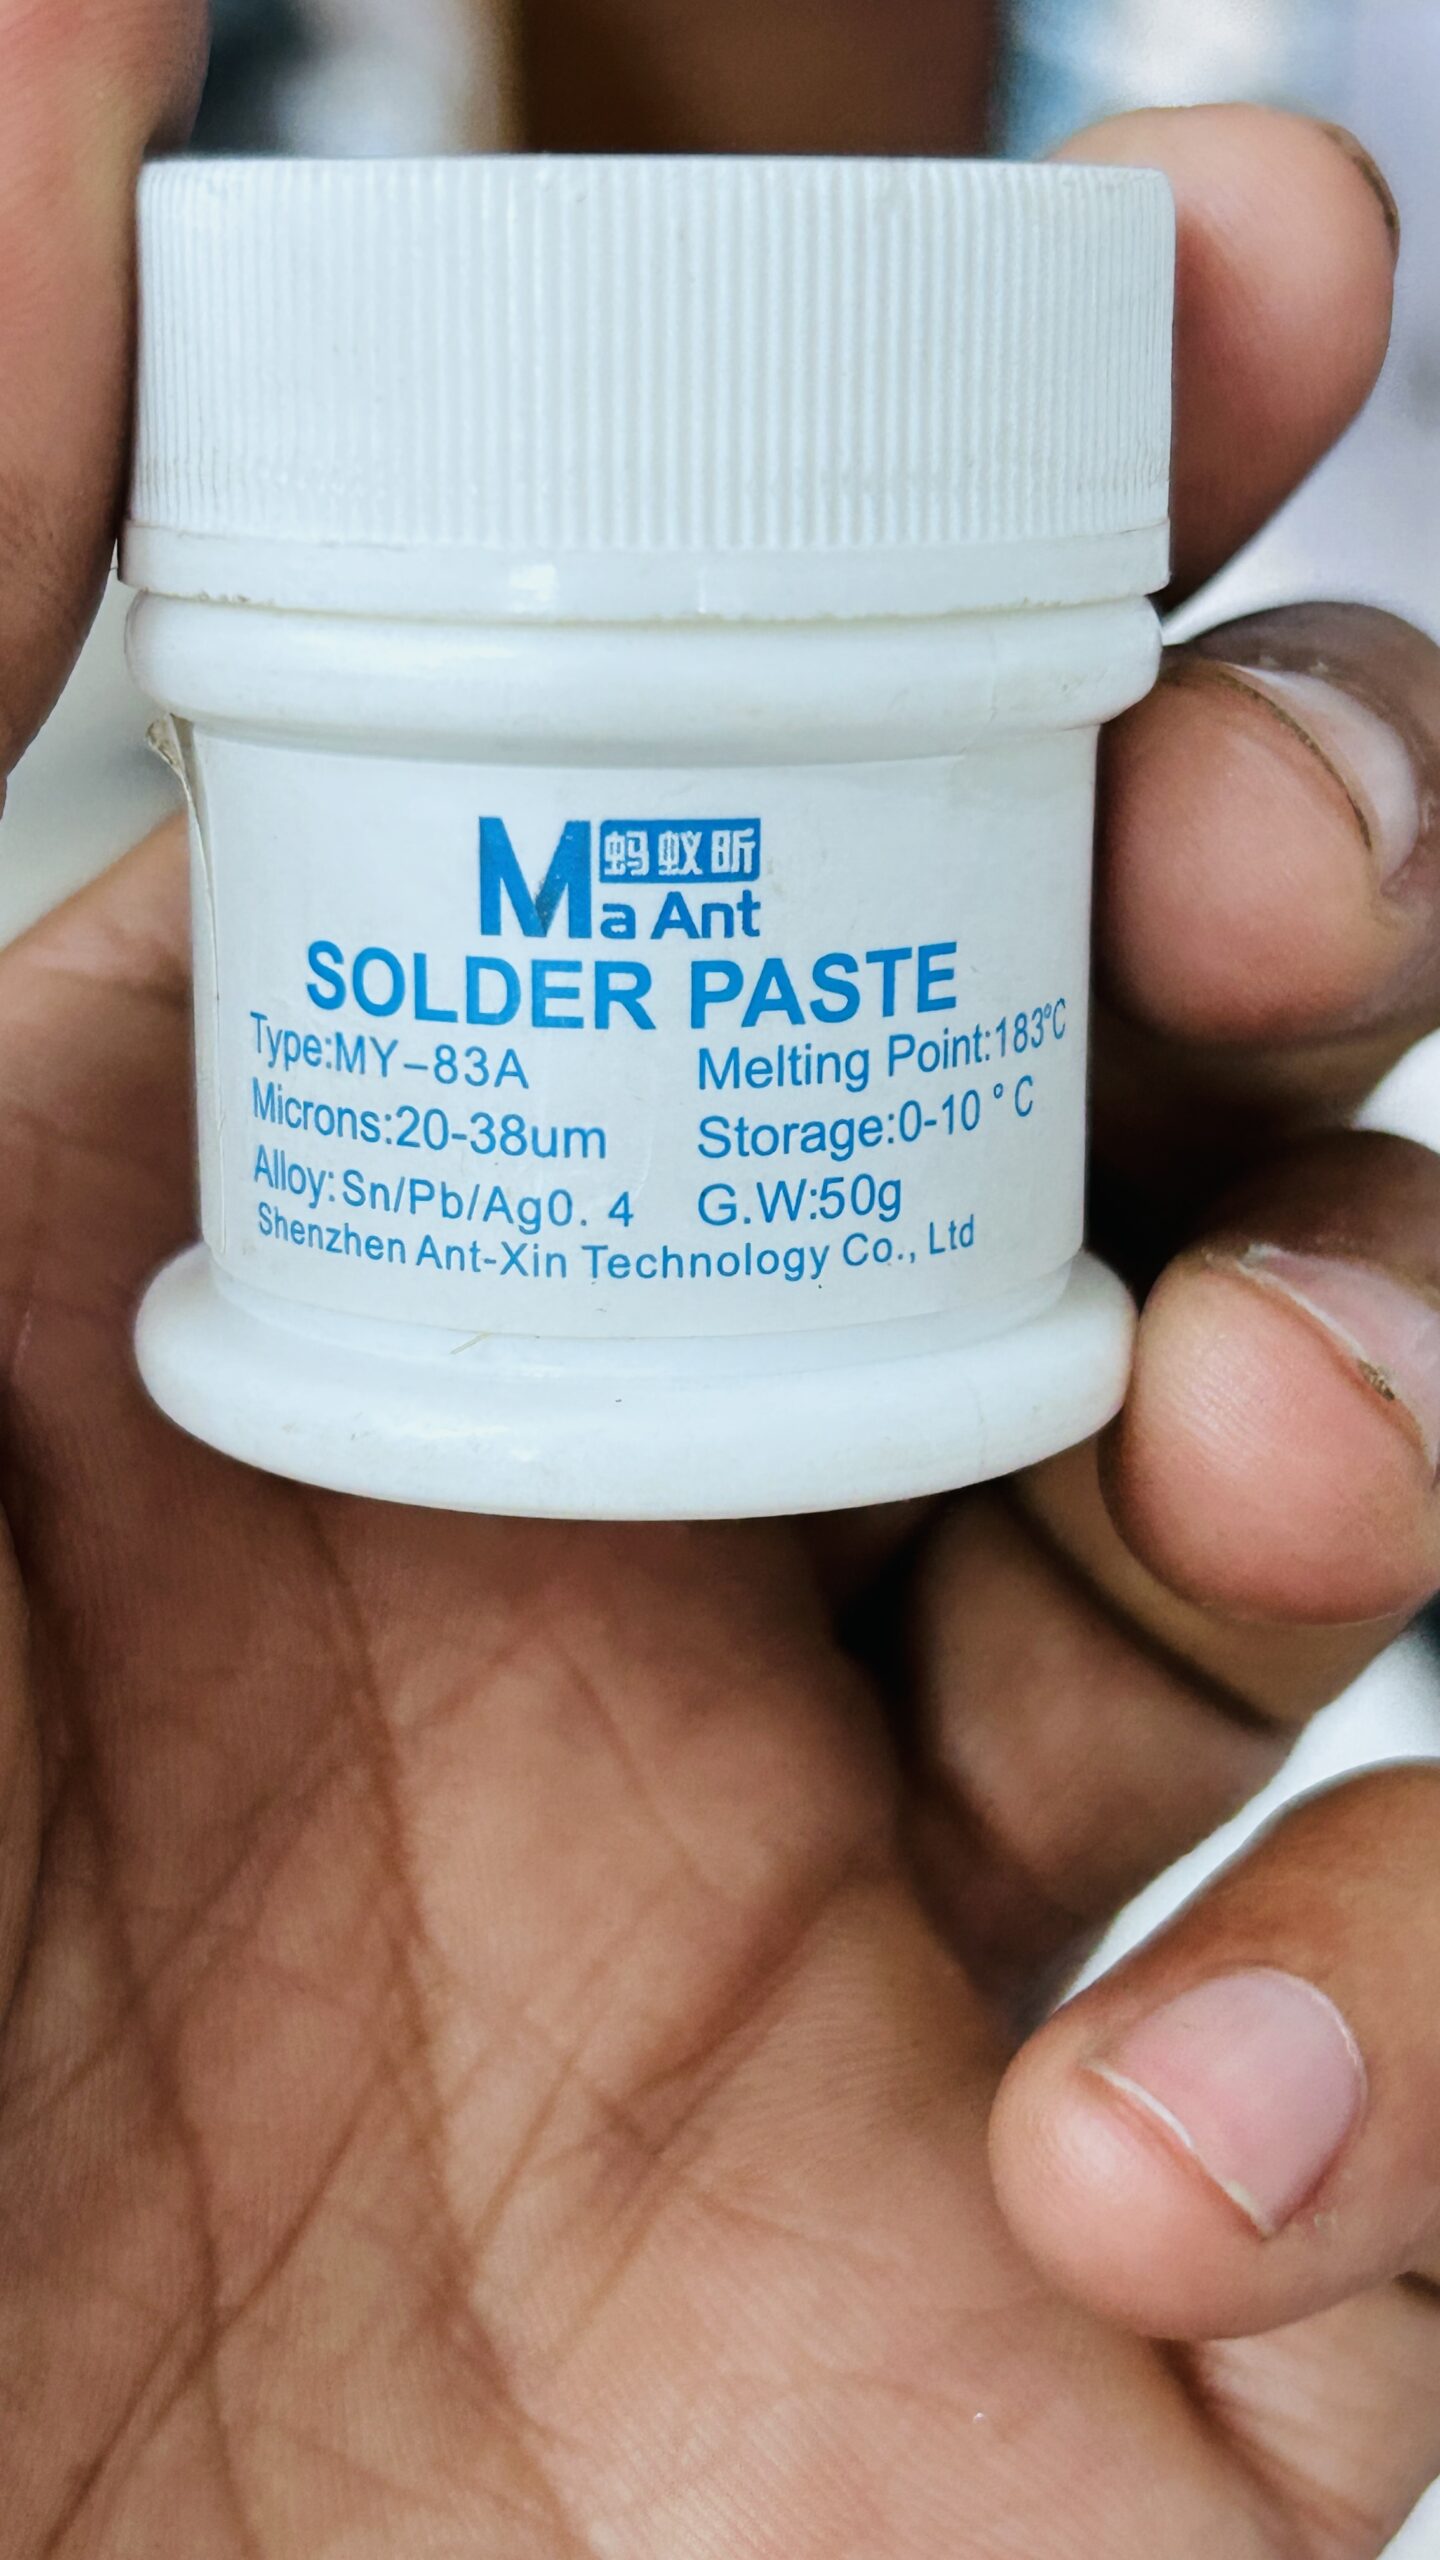 Ma Ant 蚂蚁昕
SOLDER PASTE
Type:MY-83A Melting Point:183°C
Microns:20-38um Storage:0-10°C
Alloy:Sn/Pb/Ag0.4 G.W:50g
Shenzhen Ant-Xin Technology Co., Ltd